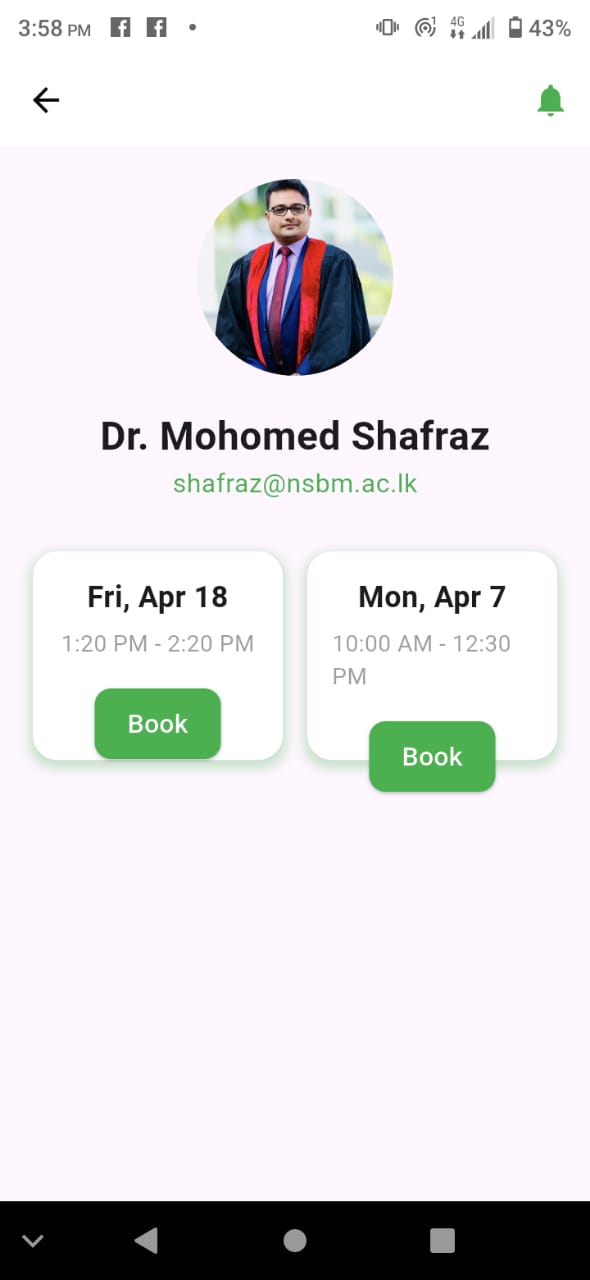 3:58 PM
4G
43%
Dr. Mohomed Shafraz
shafraz@nsbm.ac.lk
Fri, Apr 18
1:20 PM - 2:20 PM
Book
Mon, Apr 7
10:00 AM - 12:30
PM
Book